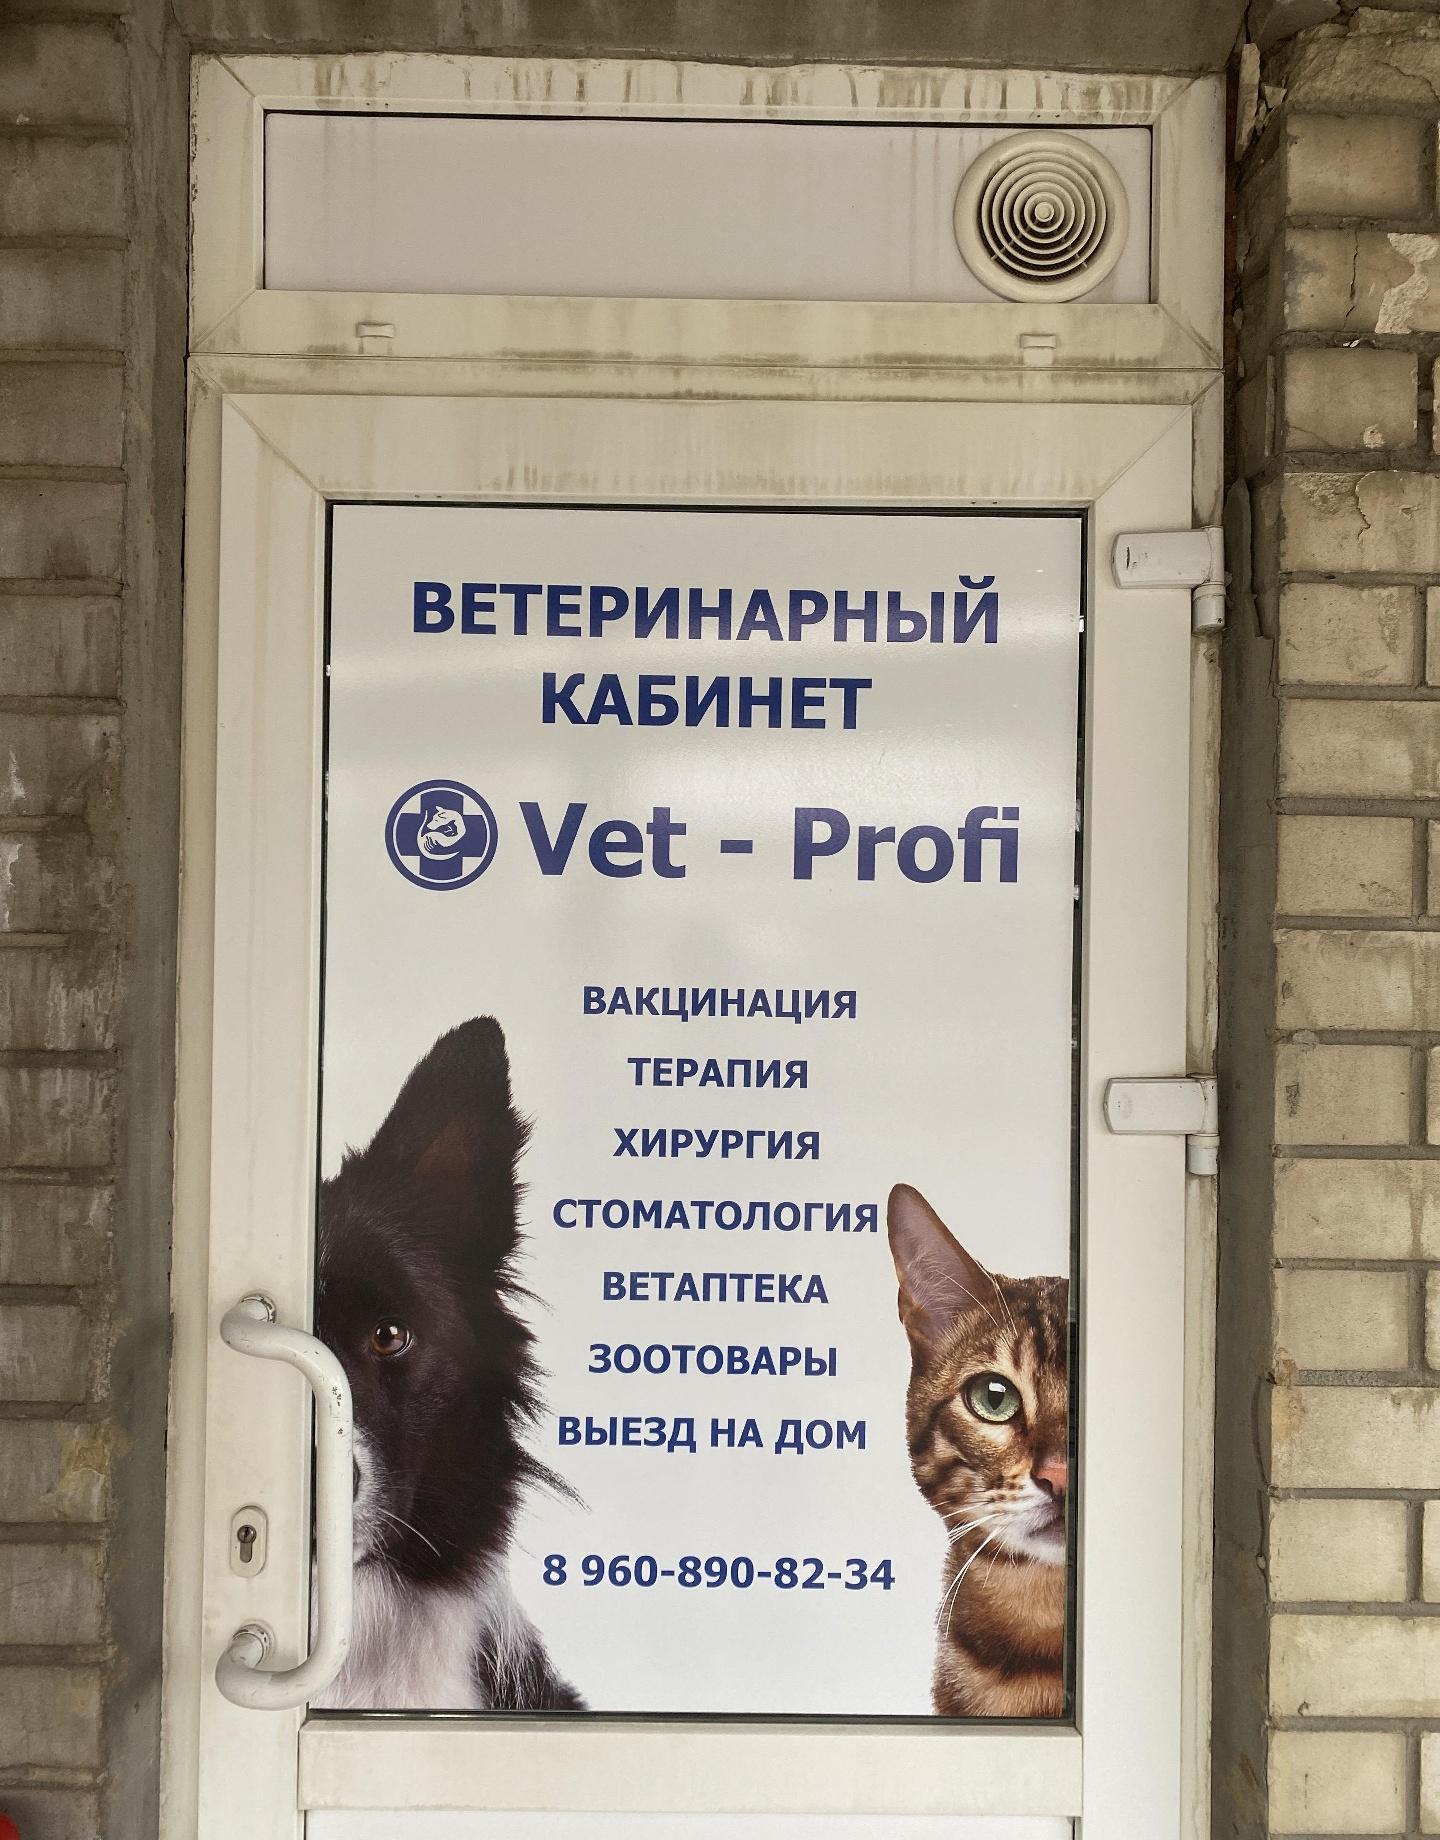 ВЕТЕРИНАРНЫЙ
КАБИНЕТ
Vet - Profi
ВАКЦИНАЦИЯ
ТЕРАПИЯ
ХИРУРГИЯ
СТОМАТОЛОГИЯ
ВЕТАПТЕКА
ЗООТОВАРЫ
ВЫЕЗД НА ДОМ
8 960-890-82-34